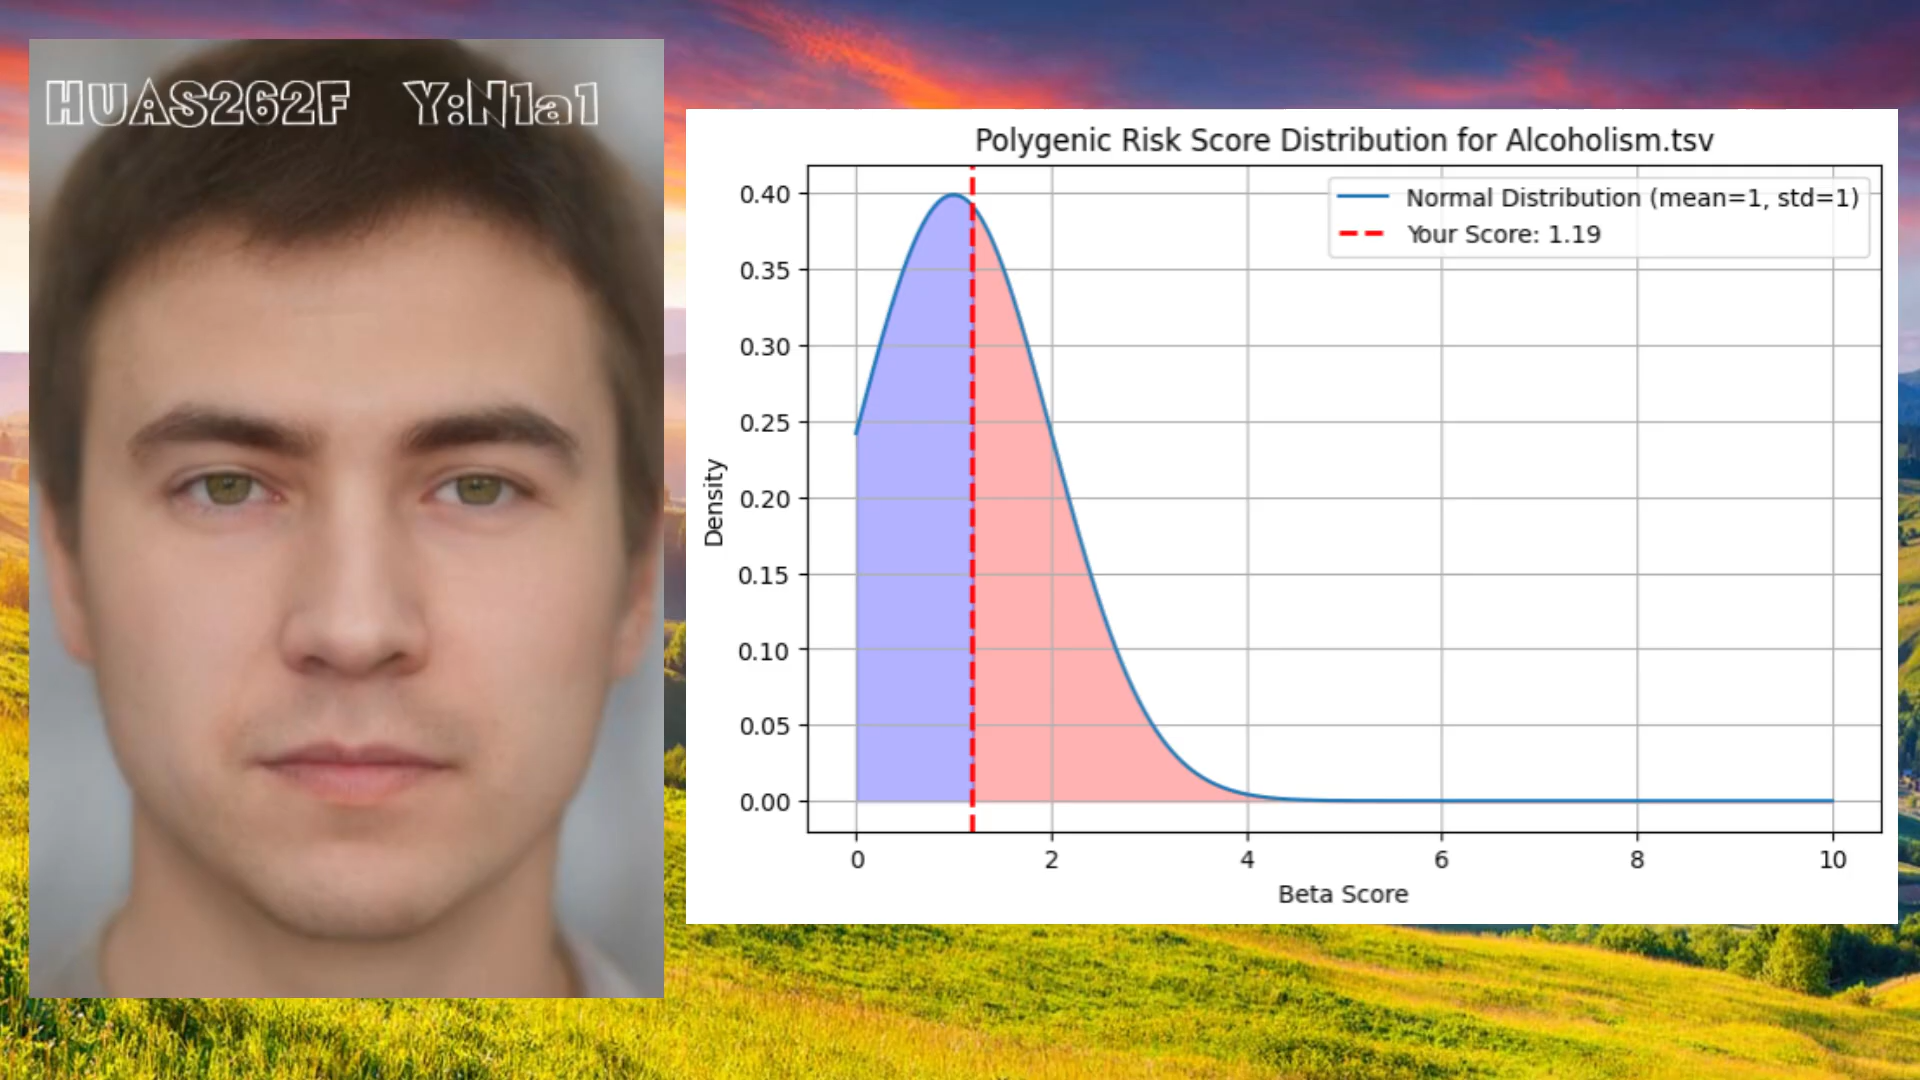 HUAS262F Y:N1a1
Polygenic Risk Score Distribution for Alcoholism.tsv
Normal Distribution (mean=1, std=1)
Your Score: 1.19
0.40
0.35
0.30
0.25
0.20
0.15
0.10
0.05
0.00
Density
0 2 4 6 8 10
Beta Score